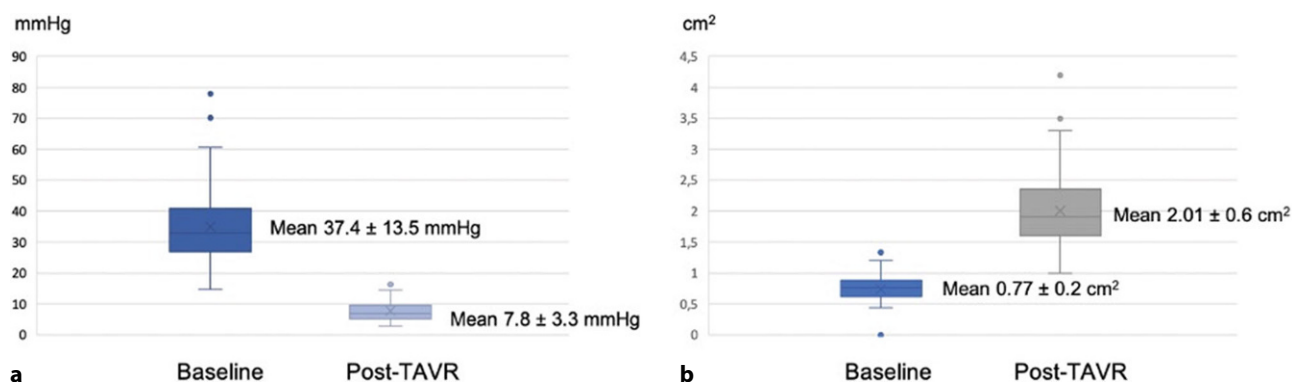 mmHg
90
80
70
60
50
40
30
20
10
0
Mean 37.4 ± 13.5 mmHg
Mean 7.8 ± 3.3 mmHg
a
Baseline
Post-TAVR
cm²
4,5
4
3,5
3
2,5
2
1,5
1
0,5
0
Mean 2.01 ± 0.6 cm²
Mean 0.77 ± 0.2 cm²
b
Baseline
Post-TAVR